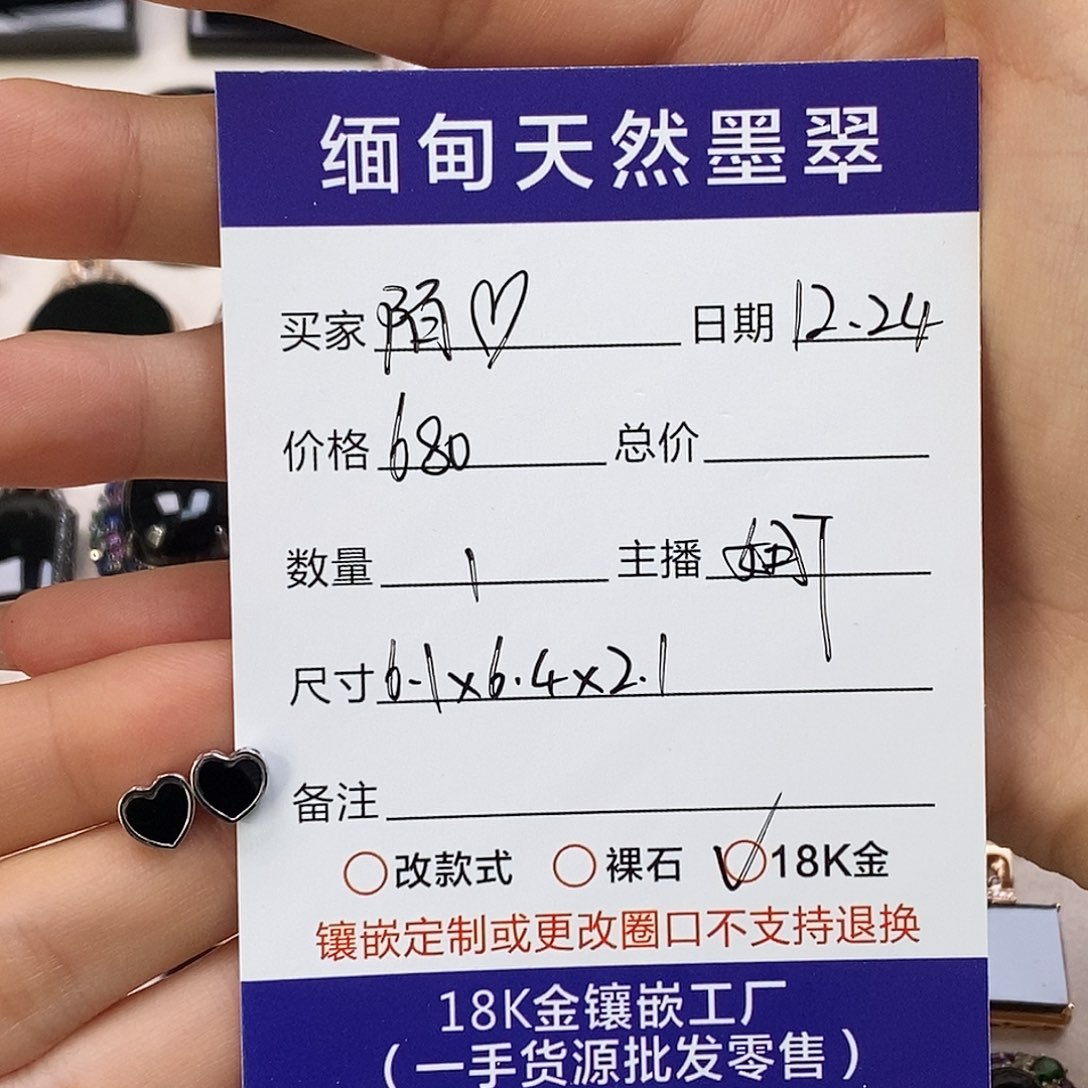 缅甸天然墨翠
买家 陌♡ 日期 12.24
价格 680 总价
数量 1 主播
尺寸 6.1x6.4x2.1
备注
改款式 裸石 ✓18K金
镶嵌定制或更改圈口不支持退换
18K金镶嵌工厂
(一手货源批发零售)